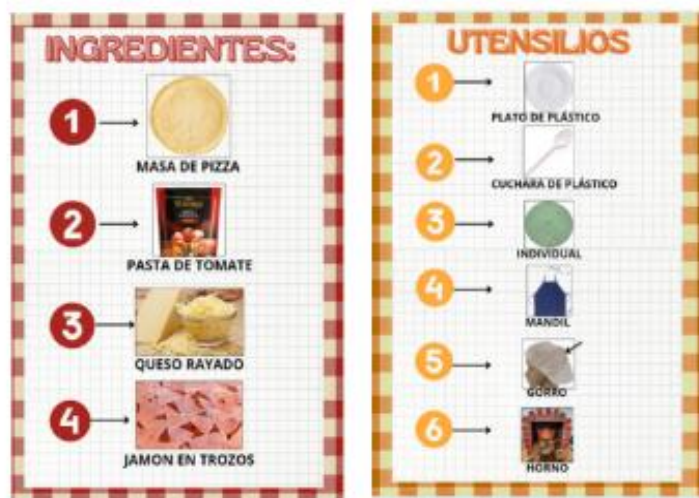 INGREDIENTES:
1
MASA DE PIZZA
2
PASTA DE TOMATE
3
QUESO RAYADO
4
JAMON EN TROZOS
UTENSILIOS
1
PLATO DE PLÁSTICO
2
CUCHARA DE PLÁSTICO
3
INDIVIDUAL
4
MANDIL
5
GORRO
6
HORNO